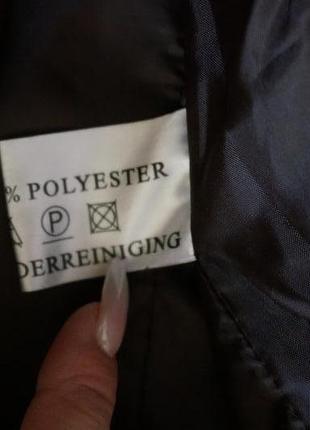 % POLYESTER
P
DERREINIGING